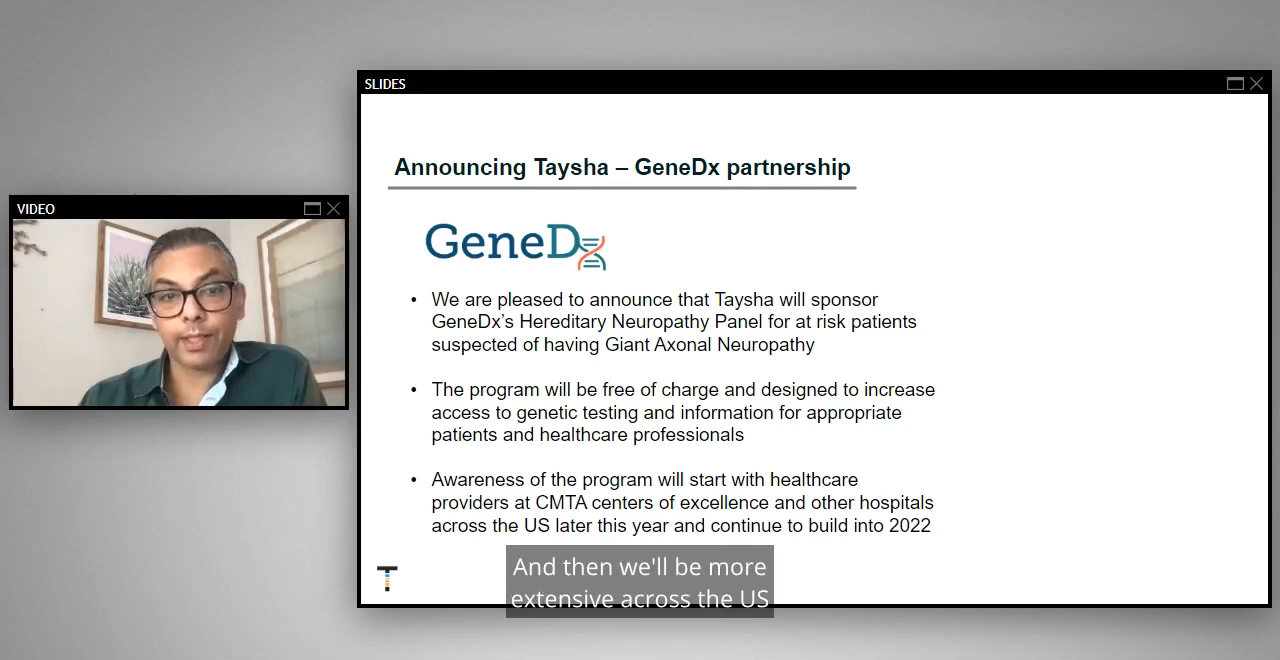 SLIDES
Announcing Taysha – GeneDx partnership
VIDEO
GeneDx
• We are pleased to announce that Taysha will sponsor
GeneDx’s Hereditary Neuropathy Panel for at risk patients
suspected of having Giant Axonal Neuropathy
• The program will be free of charge and designed to increase
access to genetic testing and information for appropriate
patients and healthcare professionals
• Awareness of the program will start with healthcare
providers at CMTA centers of excellence and other hospitals
across the US later this year and continue to build into 2022
And then we'll be more
extensive across the US